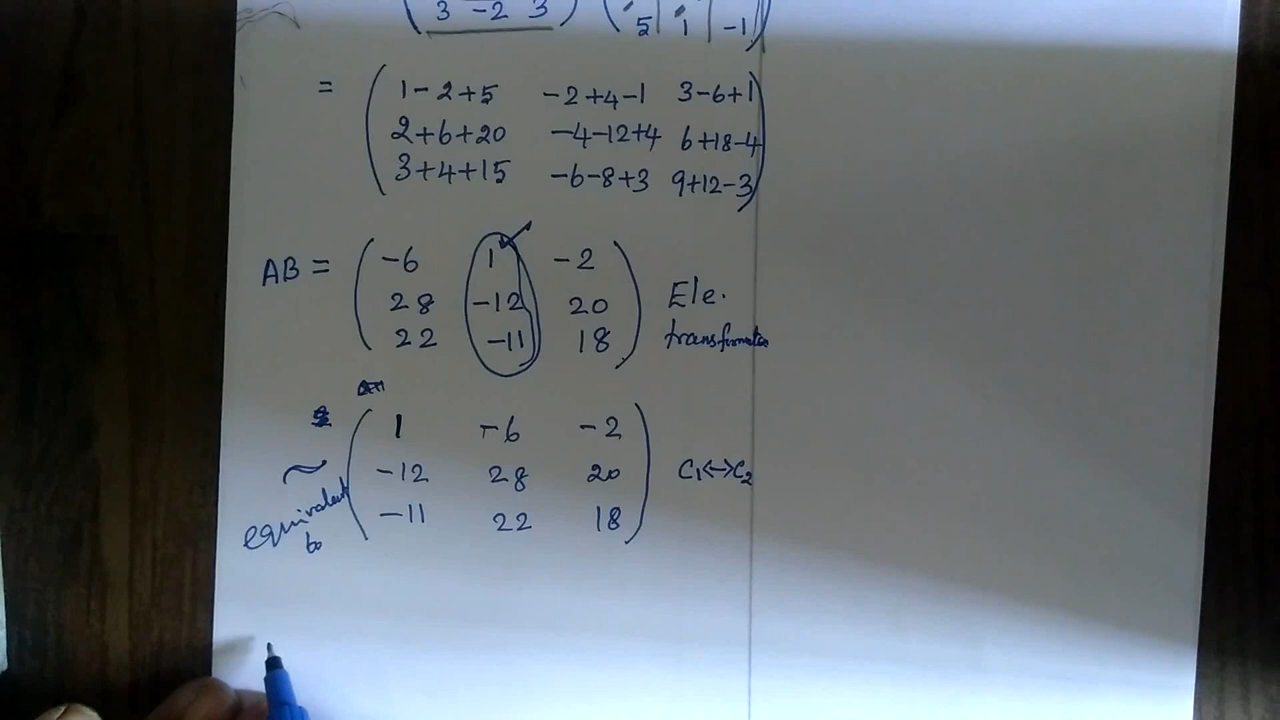 3 -2 3 5 1 -1
= 1-2+5 -2+4-1 3-6+1
2+6+20 -4-12+4 6+18-4
3+4+15 -6-8+3 9+12-3
AB = -6 1 -2
28 -12 20 Ele.
22 -11 18 transformation
1 -6 -2
~ -12 28 20 C1↔C2
equivalent -11 22 18
to